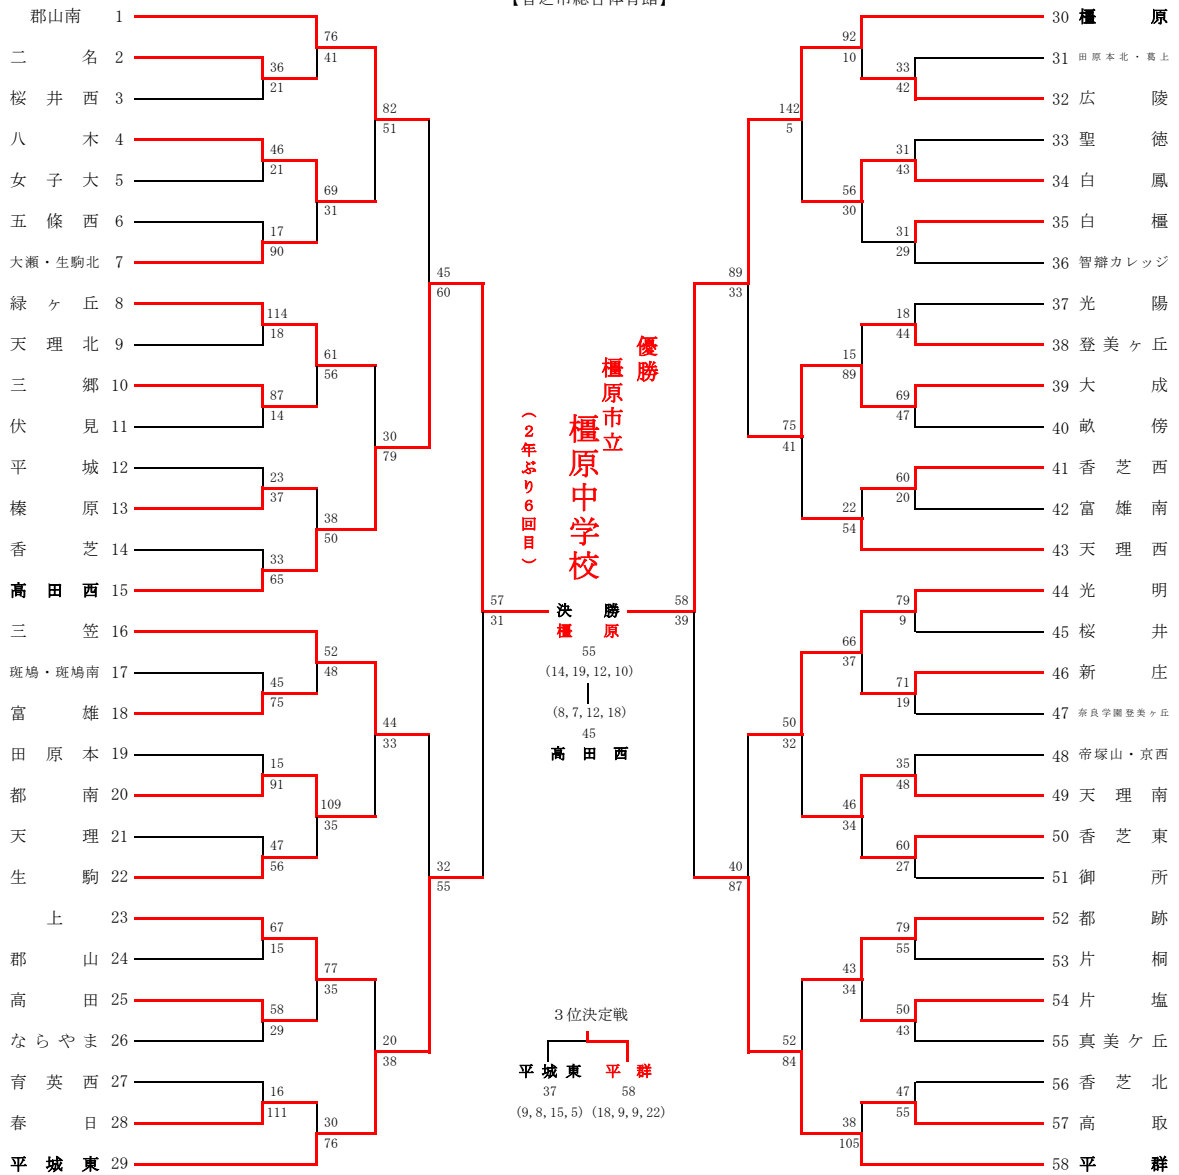 【香芝市総合体育館】
郡山南 1
二名 2
桜井西 3
八木 4
女子大 5
五條西 6
大瀬・生駒北 7
緑ヶ丘 8
天理北 9
三郷 10
伏見 11
平城 12
榛原 13
香芝 14
高田西 15
三笠 16
斑鳩・斑鳩南 17
富雄 18
田原本 19
都南 20
天理 21
生駒 22
上 23
郡山 24
高田 25
ならやま 26
育英西 27
春日 28
平城東 29
76
41
36
21
82
51
46
21
69
31
17
90
45
60
114
18
61
56
87
14
30
79
23
37
38
50
33
65
57
31
52
48
45
75
44
33
15
91
109
35
47
56
32
55
67
15
77
35
58
29
20
38
16
111
30
76
優勝
橿原市立
橿原中学校
(2年ぶり6回目)
決勝
橿原
55
(14, 19, 12, 10)
(8, 7, 12, 18)
45
高田西
3位決定戦
平城東 平群
37 58
(9, 8, 15, 5) (18, 9, 9, 22)
92
10
33
42
142
5
31
43
56
30
31
29
89
33
18
44
15
89
69
47
75
41
60
20
22
54
58
39
79
9
66
37
71
19
50
32
35
48
46
34
60
27
40
87
79
55
43
34
50
43
52
84
47
55
38
105
30 橿原
31 田原本北・葛上
32 広陵
33 聖徳
34 白鳳
35 白橿
36 智辯カレッジ
37 光陽
38 登美ヶ丘
39 大成
40 畝傍
41 香芝西
42 富雄南
43 天理西
44 光明
45 桜井
46 新庄
47 奈良学園登美ヶ丘
48 帝塚山・京西
49 天理南
50 香芝東
51 御所
52 都跡
53 片桐
54 片塩
55 真美ケ丘
56 香芝北
57 高取
58 平群